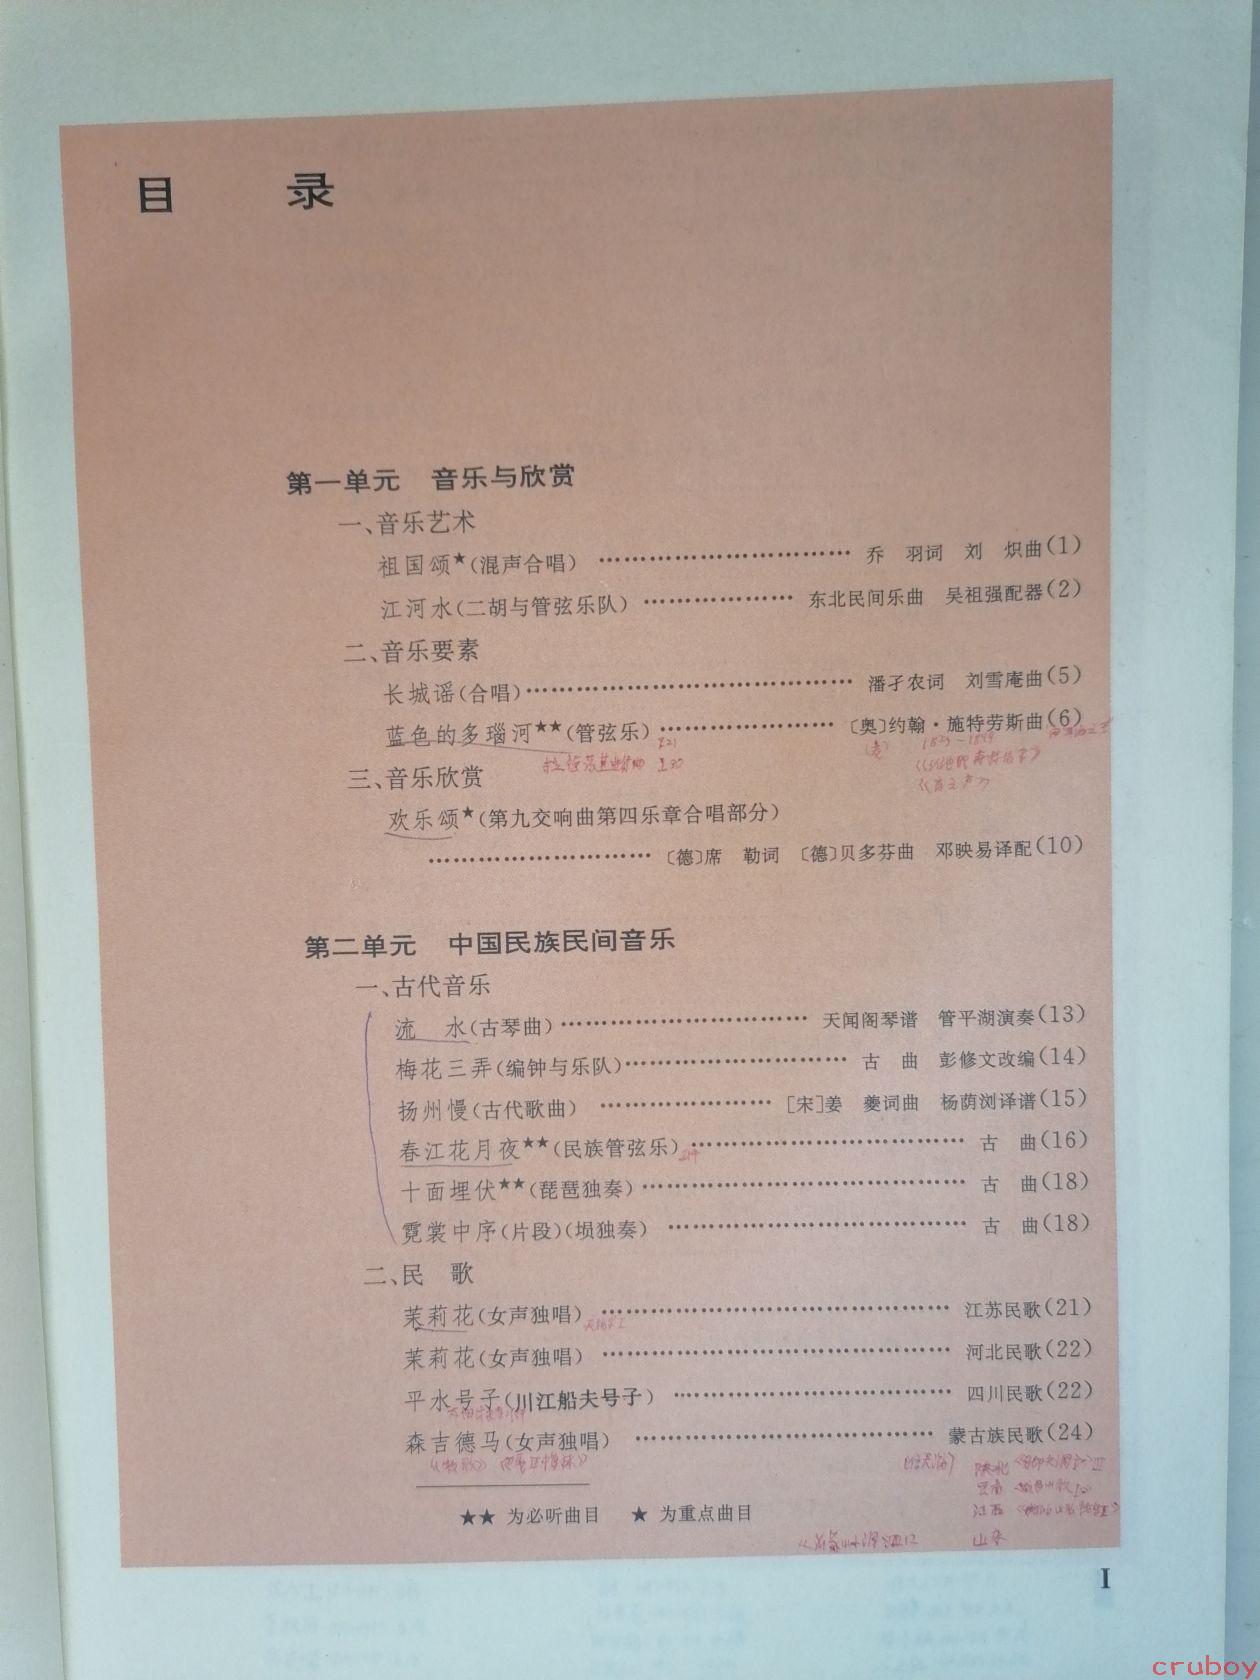 目 录
第一单元 音乐与欣赏
一、音乐艺术
祖国颂★(混声合唱) ………………………… 乔 羽词 刘 炽曲(1)
江河水(二胡与管弦乐队) ……………… 东北民间乐曲 吴祖强配器(2)
二、音乐要素
长城谣(合唱)………………………………… 潘孑农词 刘雪庵曲(5)
蓝色的多瑙河★★(管弦乐)………………… 〔奥〕约翰·施特劳斯曲(6)
三、音乐欣赏
欢乐颂★(第九交响曲第四乐章合唱部分)
……………………… 〔德〕席 勒词 〔德〕贝多芬曲 邓映易译配(10)
第二单元 中国民族民间音乐
一、古代音乐
流 水(古琴曲)………………………… 天闻阁琴谱 管平湖演奏(13)
梅花三弄(编钟与乐队)……………………… 古 曲 彭修文改编(14)
扬州慢(古代歌曲) ………………… [宋]姜 夔词曲 杨荫浏译谱(15)
春江花月夜★★(民族管弦乐)…………………………… 古 曲(16)
十面埋伏★★(琵琶独奏)………………………………… 古 曲(18)
霓裳中序(片段)(埙独奏) ……………………………… 古 曲(18)
二、民 歌
茉莉花(女声独唱) …………………………………… 江苏民歌(21)
茉莉花(女声独唱) …………………………………… 河北民歌(22)
平水号子(川江船夫号子) …………………………… 四川民歌(22)
森吉德马(女声独唱) ……………………………… 蒙古族民歌(24)
《牧歌》
陕北
云南
江西
山东
★★ 为必听曲目 ★ 为重点曲目
I
cruboy